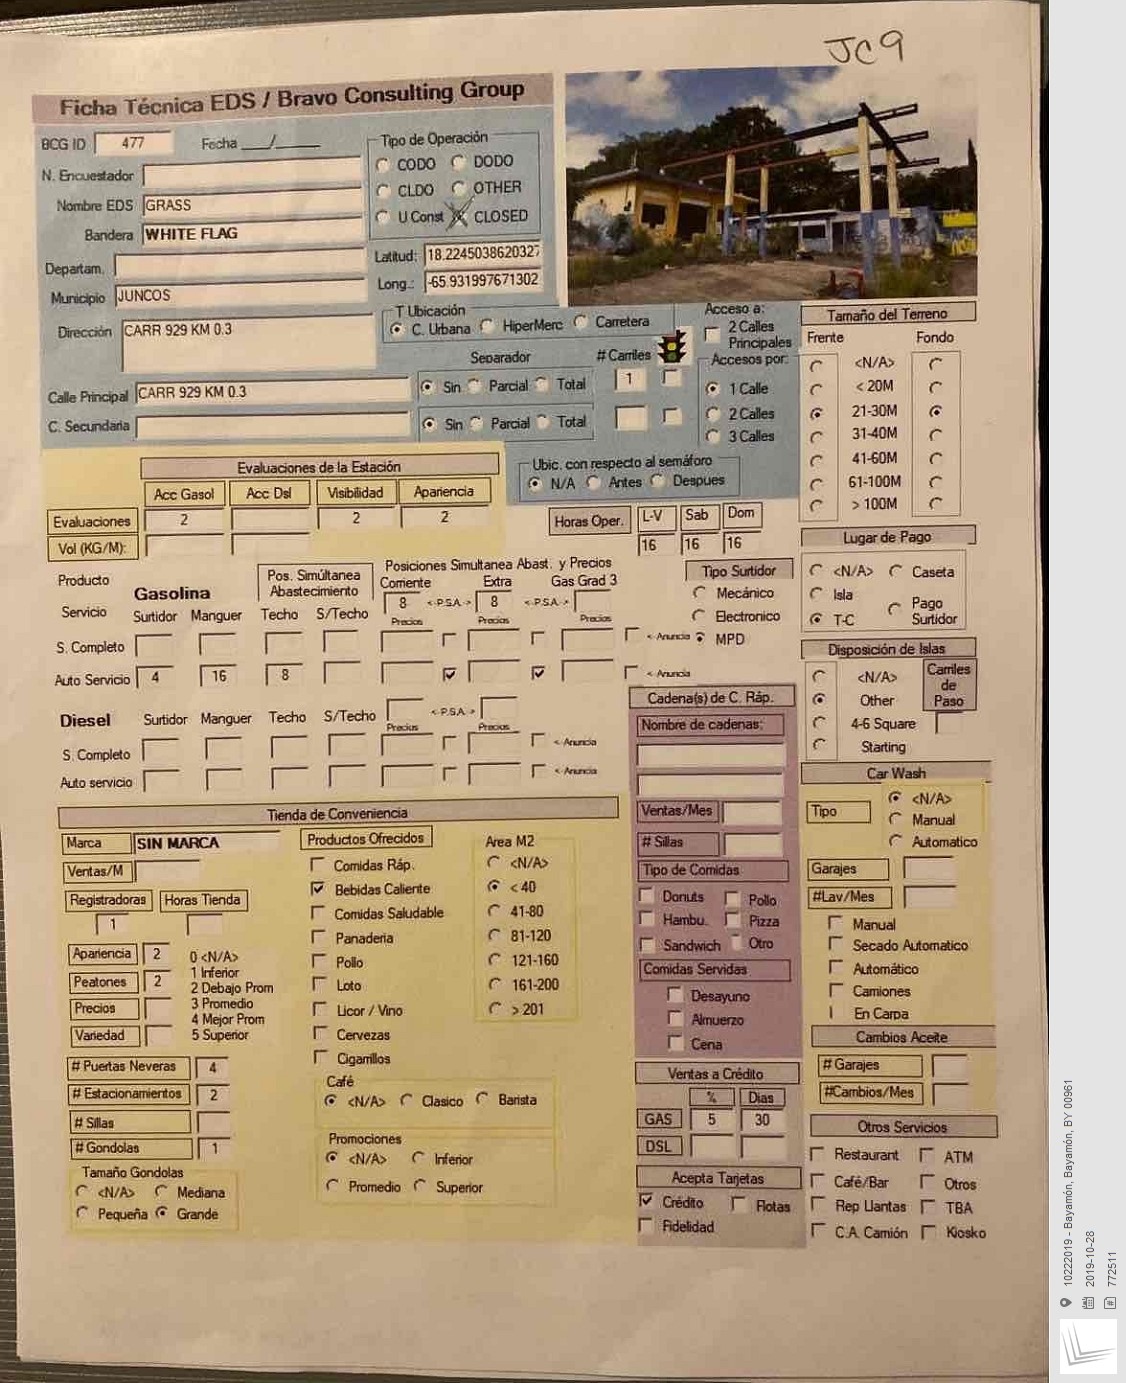 JC9
Ficha Técnica EDS / Bravo Consulting Group
BCG ID 477 Fecha __/____
N. Encuestador
Nombre EDS GRASS
Bandera WHITE FLAG
Departam.
Municipio JUNCOS
Dirección CARR 929 KM 0.3
Calle Principal CARR 929 KM 0.3
C. Secundaria
Tipo de Operación
CODO DODO
CLDO OTHER
U Const CLOSED
Latitud: 18.2245038620327
Long.: -65.931997671302
T Ubicación
C. Urbana HiperMerc Carretera
Separador # Carriles
Sin Parcial Total 1
Sin Parcial Total
Acceso a:
2 Calles
Principales
Accesos por:
1 Calle
2 Calles
3 Calles
Ubic. con respecto al semáforo
N/A Antes Despues
Tamaño del Terreno
Frente Fondo
<N/A>
< 20M
21-30M
31-40M
41-60M
61-100M
> 100M
Evaluaciones de la Estación
Acc Gasol Acc Dsl Visibilidad Apariencia
Evaluaciones 2 2 2
Vol (KG/M):
Horas Oper. L-V Sab Dom
16 16 16
Lugar de Pago
<N/A> Caseta
Isla Pago
T-C Surtidor
Producto
Servicio
Gasolina
Surtidor Manguer
Pos. Simúltanea
Abastecimiento
Techo S/Techo
Posiciones Simultanea Abast. y Precios
Corriente Extra Gas Grad 3
8 <-P.S.A.-> 8 <-P.S.A.->
Precios Precios Precios
S. Completo <- Anuncia
Auto Servicio 4 16 8 <- Anuncia
Tipo Surtidor
Mecánico
Electronico
MPD
Disposición de Islas
<N/A>
Other
4-6 Square
Starting
Carriles
de
Paso
Diesel Surtidor Manguer Techo S/Techo <-P.S.A.->
Precios Precios
S. Completo <- Anuncia
Auto servicio <- Anuncia
Cadena(s) de C. Ráp.
Nombre de cadenas:
Ventas/Mes
# Sillas
Tipo de Comidas
Donuts Pollo
Hambu. Pizza
Sandwich Otro
Comidas Servidas
Desayuno
Almuerzo
Cena
Car Wash
Tipo
<N/A>
Manual
Automatico
Garajes
#Lav/Mes
Manual
Secado Automatico
Automático
Camiones
En Carpa
Cambios Aceite
# Garajes
#Cambios/Mes
Tienda de Conveniencia
Marca SIN MARCA
Ventas/M
Registradoras Horas Tienda
1
Apariencia 2
Peatones 2
Precios
Variedad
0 <N/A>
1 Inferior
2 Debajo Prom
3 Promedio
4 Mejor Prom
5 Superior
# Puertas Neveras 4
# Estacionamientos 2
# Sillas
# Gondolas 1
Tamaño Gondolas
<N/A> Mediana
Pequeña Grande
Productos Ofrecidos
Comidas Ráp.
Bebidas Caliente
Comidas Saludable
Panaderia
Pollo
Loto
Licor / Vino
Cervezas
Cigarrillos
Area M2
<N/A>
< 40
41-80
81-120
121-160
161-200
> 201
Café
<N/A> Clasico Barista
Promociones
<N/A> Inferior
Promedio Superior
Ventas a Crédito
% Dias
GAS 5 30
DSL
Acepta Tarjetas
Crédito Flotas
Fidelidad
Otros Servicios
Restaurant ATM
Café/Bar Otros
Rep Llantas TBA
C.A. Camión Kiosko
10222019 - Bayamón, Bayamón, BY 00961
2019-10-28
772511